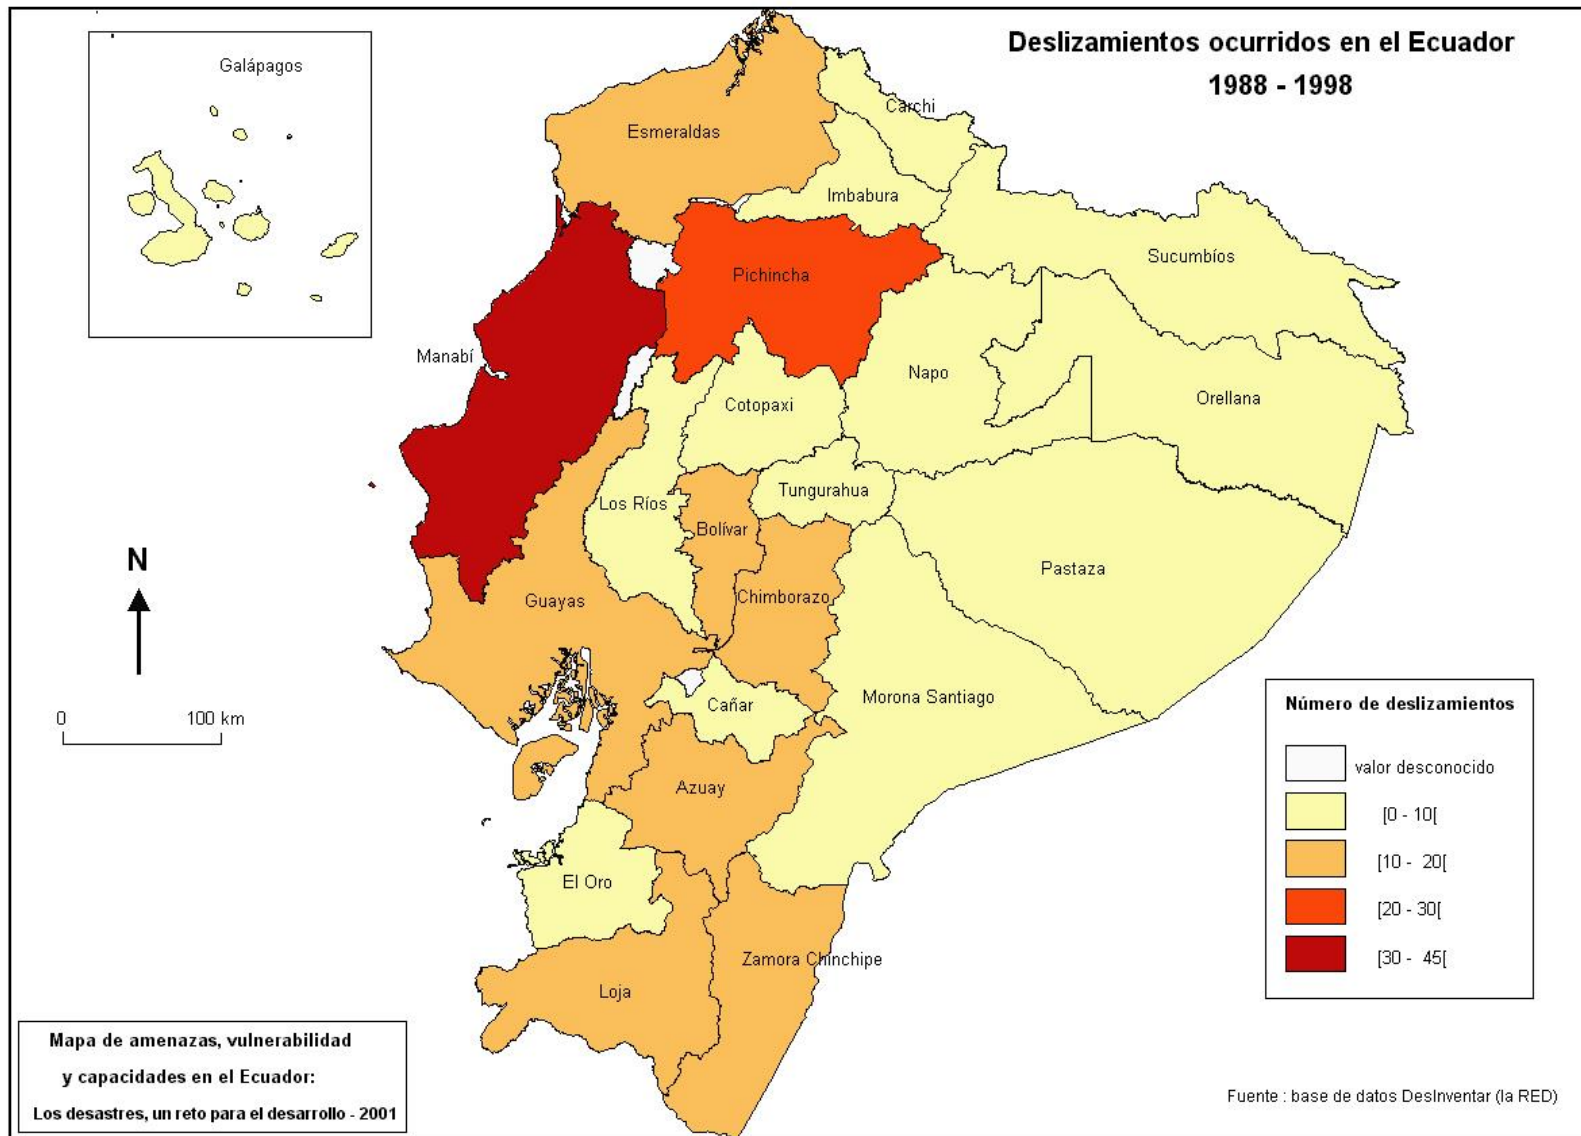 Deslizamientos ocurridos en el Ecuador
1988 - 1998
Galápagos
Carchi
Esmeraldas
Imbabura
Sucumbíos
Pichincha
Manabí
Napo
Orellana
Cotopaxi
Tungurahua
Los Ríos
Bolívar
Pastaza
Chimborazo
Guayas
Morona Santiago
Cañar
Azuay
El Oro
Zamora Chinchipe
Loja
N
0 100 km
Número de deslizamientos
valor desconocido
[0 - 10[
[10 - 20[
[20 - 30[
[30 - 45[
Mapa de amenazas, vulnerabilidad
y capacidades en el Ecuador:
Los desastres, un reto para el desarrollo - 2001
Fuente : base de datos DesInventar (la RED)